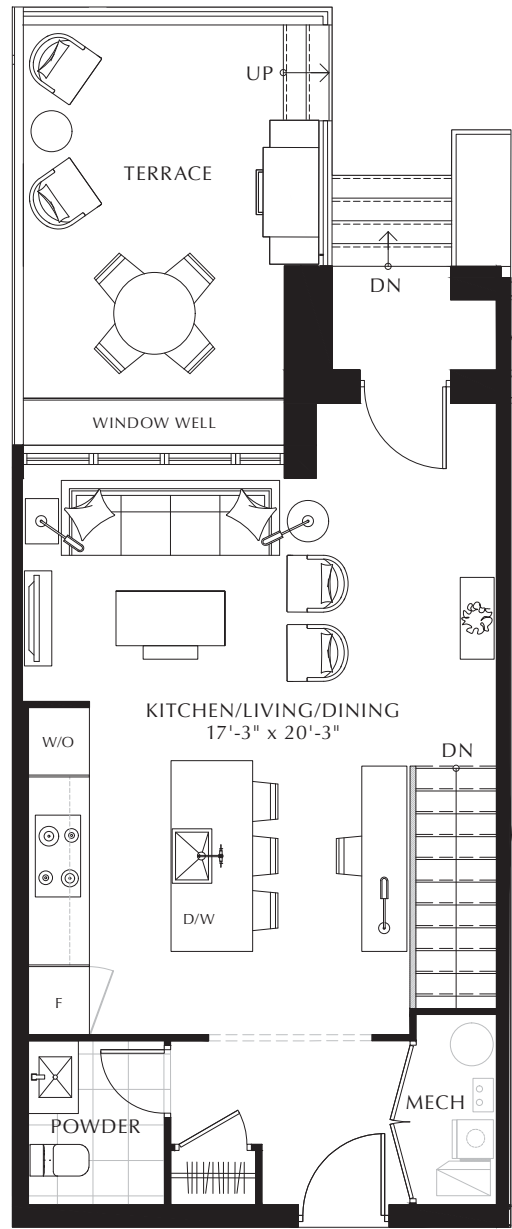 UP
TERRACE
DN
WINDOW WELL
KITCHEN/LIVING/DINING
17'-3" x 20'-3"
W/O
DN
D/W
F
MECH
POWDER